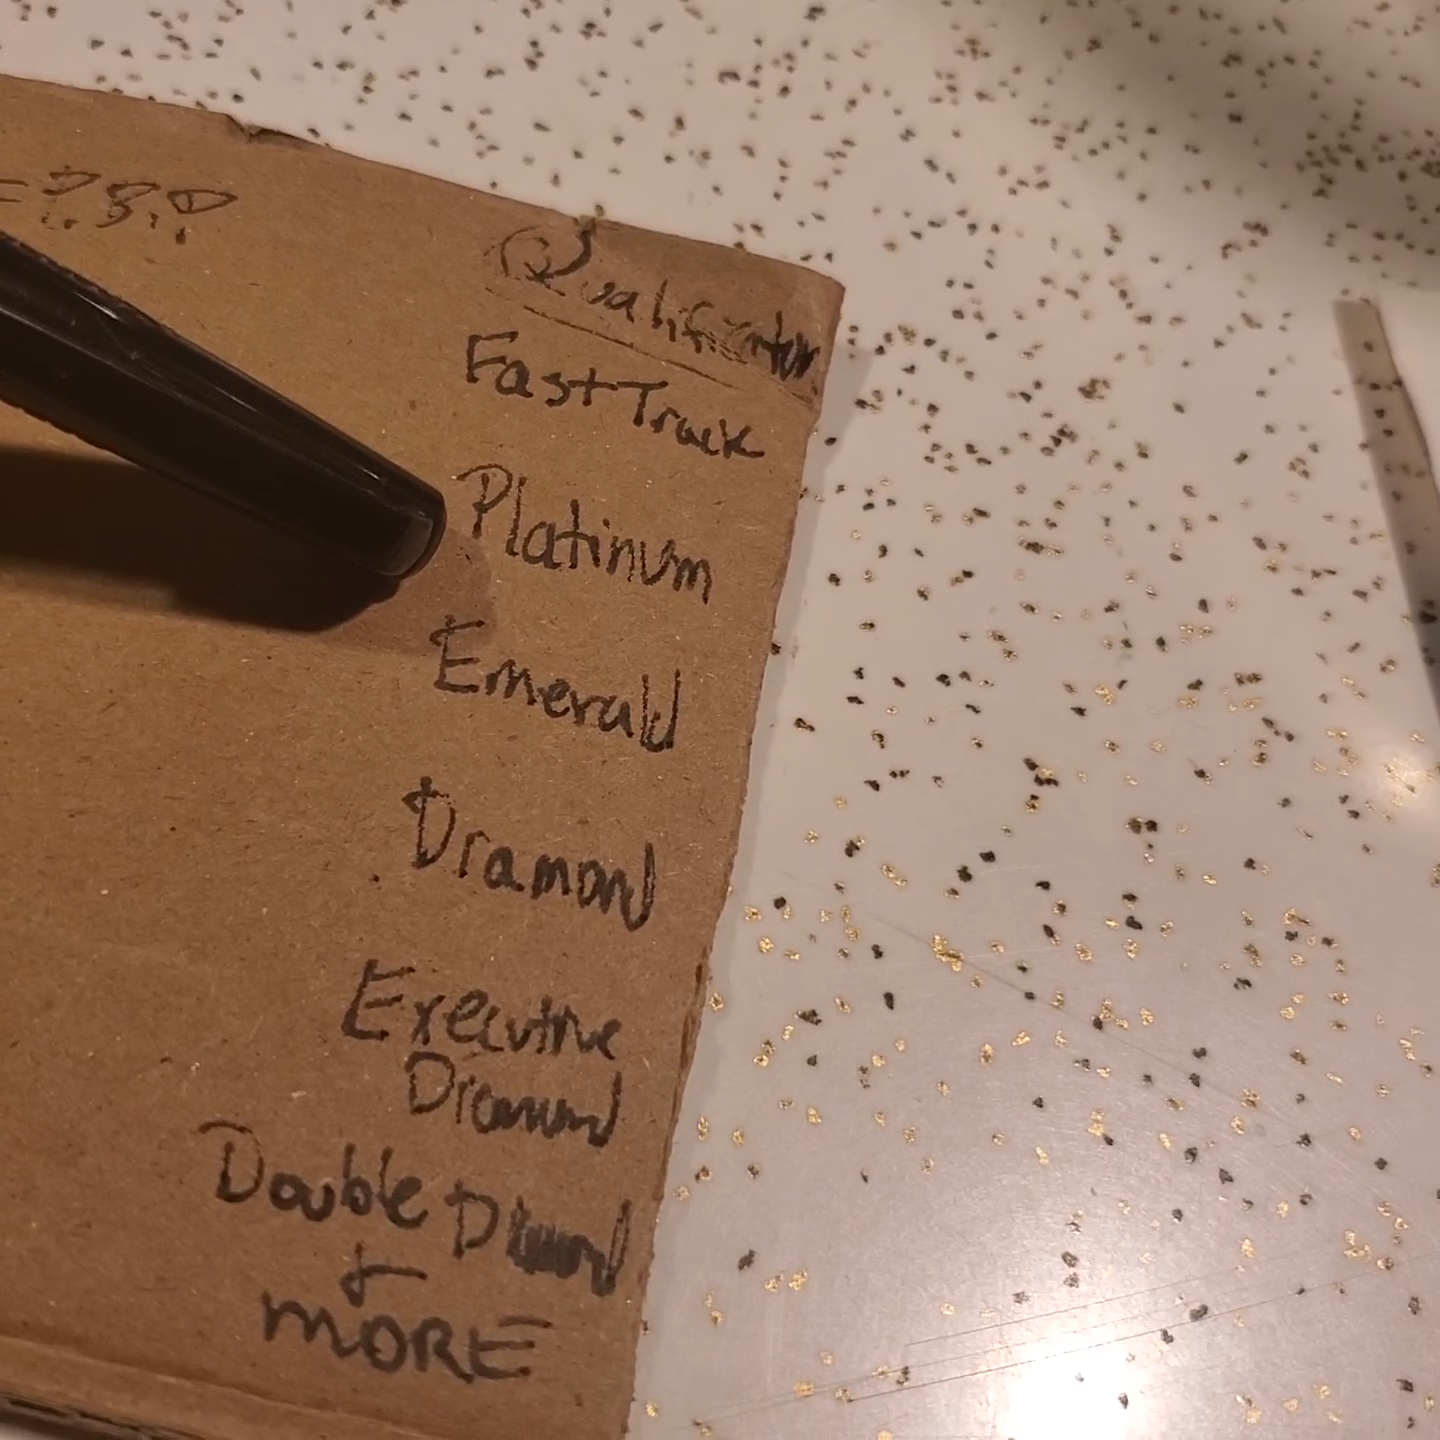 Qualification
Fast Track
Platinum
Emerald
Diamond
Executive
Diamond
Double Diamond
+
MORE